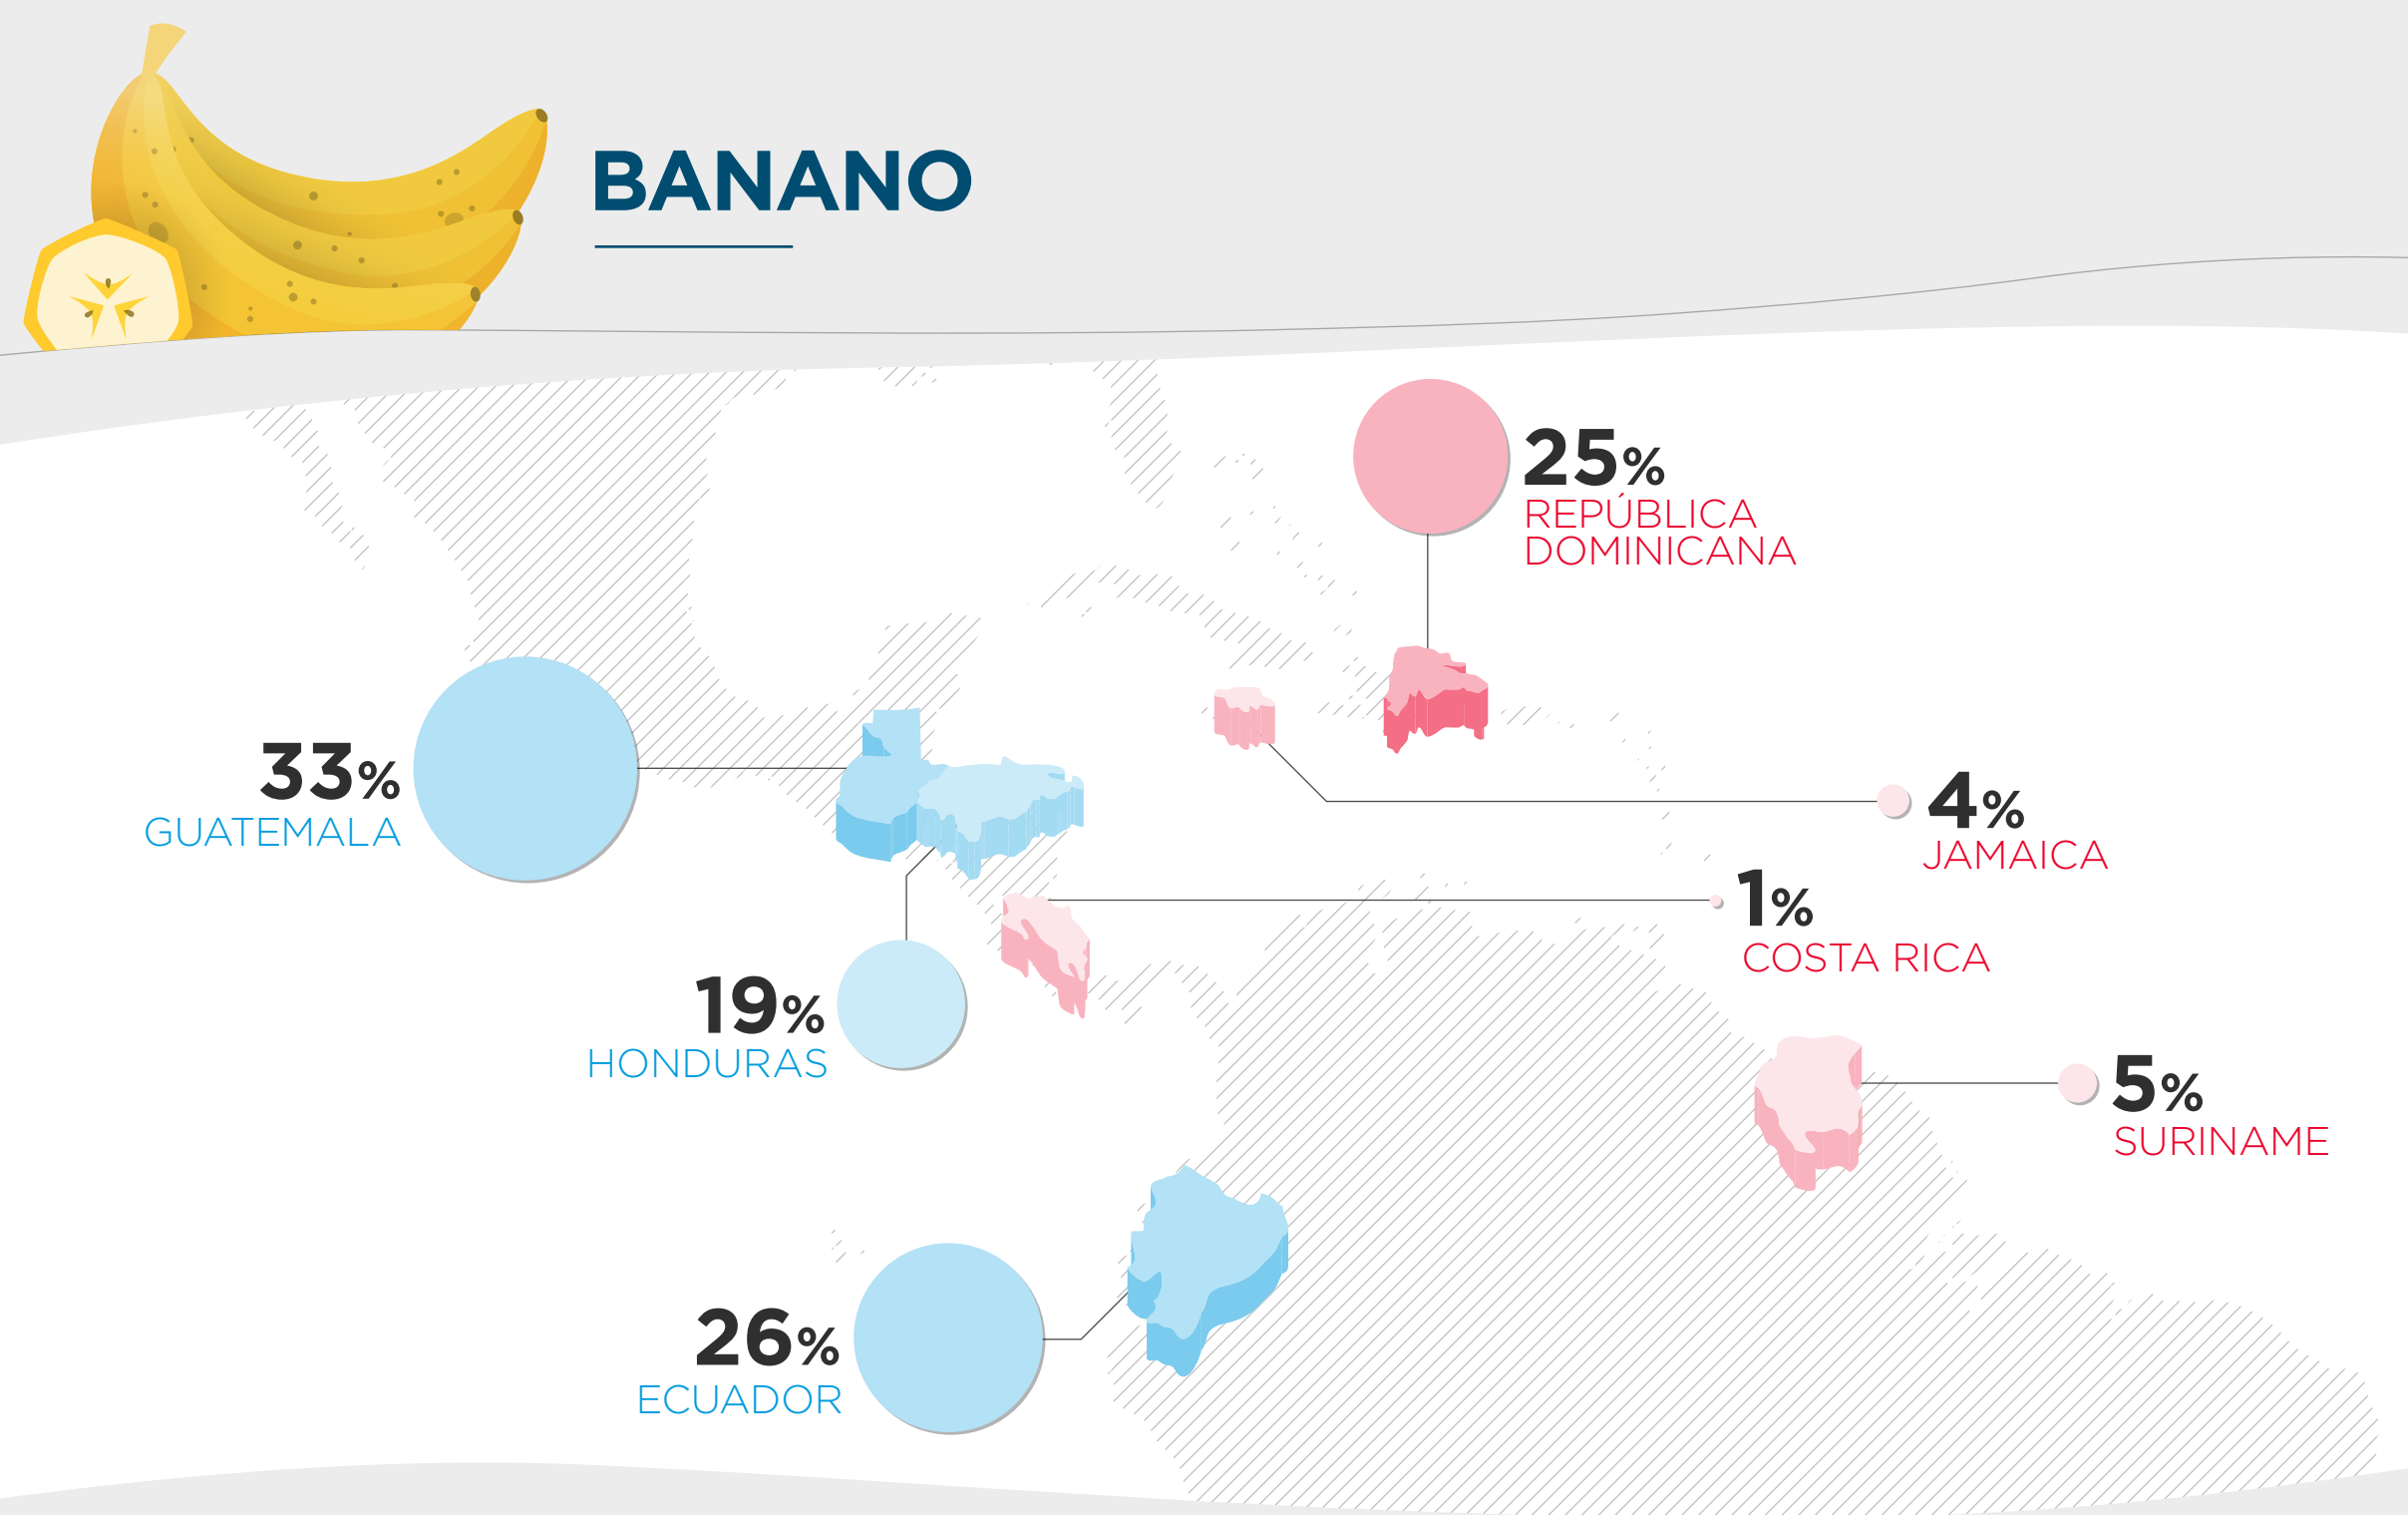 BANANO
25%
REPÚBLICA
DOMINICANA
33%
GUATEMALA
4%
JAMAICA
1%
COSTA RICA
19%
HONDURAS
5%
SURINAME
26%
ECUADOR